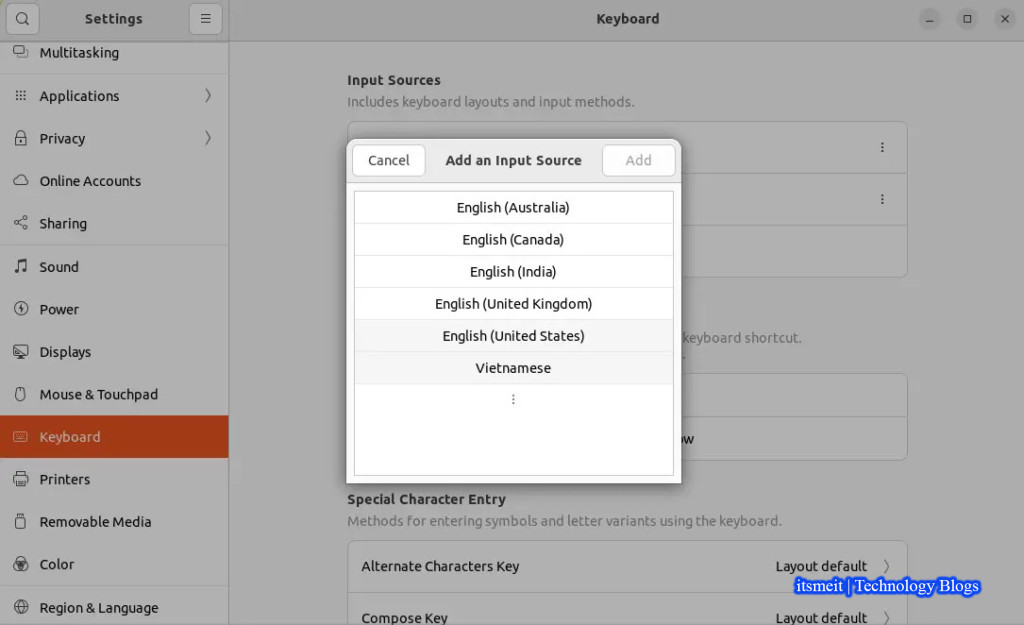 Settings
Keyboard
Multitasking
Applications
Privacy
Online Accounts
Sharing
Sound
Power
Displays
Mouse & Touchpad
Keyboard
Printers
Removable Media
Color
Region & Language
Input Sources
Includes keyboard layouts and input methods.
Cancel
Add an Input Source
Add
English (Australia)
English (Canada)
English (India)
English (United Kingdom)
English (United States)
Vietnamese
keyboard shortcut.
Special Character Entry
Methods for entering symbols and letter variants using the keyboard.
Alternate Characters Key
Layout default
itsmeit | Technology Blogs
Compose Key
Layout default